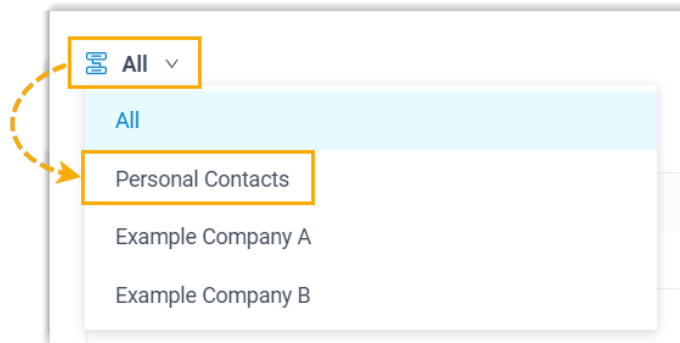 All
All
Personal Contacts
Example Company A
Example Company B